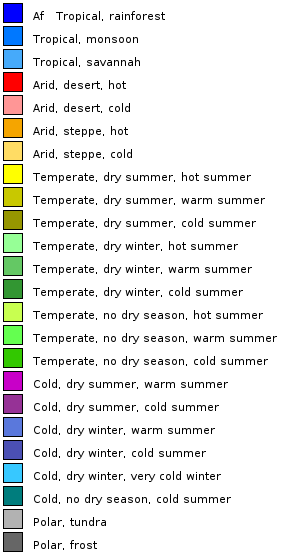 Af Tropical, rainforest
Tropical, monsoon
Tropical, savannah
Arid, desert, hot
Arid, desert, cold
Arid, steppe, hot
Arid, steppe, cold
Temperate, dry summer, hot summer
Temperate, dry summer, warm summer
Temperate, dry summer, cold summer
Temperate, dry winter, hot summer
Temperate, dry winter, warm summer
Temperate, dry winter, cold summer
Temperate, no dry season, hot summer
Temperate, no dry season, warm summer
Temperate, no dry season, cold summer
Cold, dry summer, warm summer
Cold, dry summer, cold summer
Cold, dry winter, warm summer
Cold, dry winter, cold summer
Cold, dry winter, very cold winter
Cold, no dry season, cold summer
Polar, tundra
Polar, frost